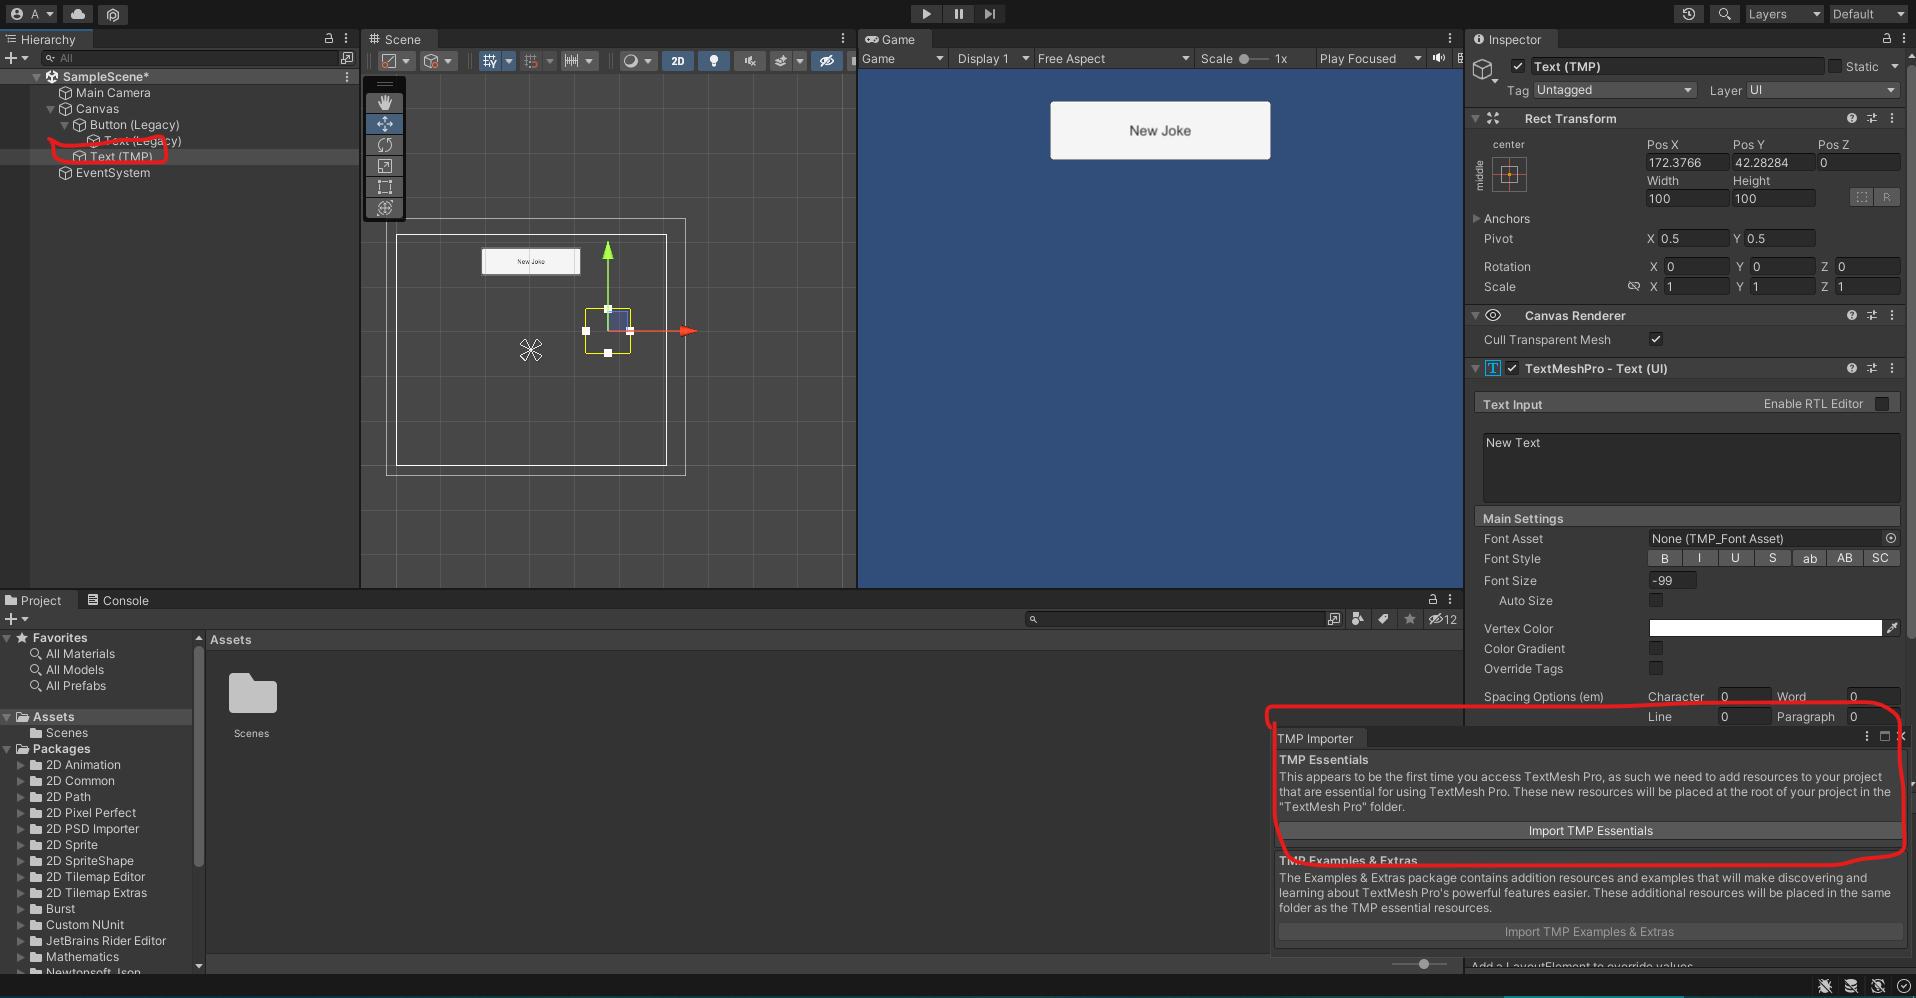 A
Layers
Default
Hierarchy
All
SampleScene*
Main Camera
Canvas
Button (Legacy)
Text (Legacy)
Text (TMP)
EventSystem
Scene
2D
New Joke
Game
Game
Display 1
Free Aspect
Scale
1x
Play Focused
New Joke
Inspector
Text (TMP)
Static
Tag
Untagged
Layer
UI
Rect Transform
center
middle
Pos X
Pos Y
Pos Z
172.3766
42.28284
0
Width
Height
100
100
R
Anchors
Pivot
X 0.5
Y 0.5
Rotation
X 0
Y 0
Z 0
Scale
X 1
Y 1
Z 1
Canvas Renderer
Cull Transparent Mesh
TextMeshPro - Text (UI)
Text Input
Enable RTL Editor
New Text
Main Settings
Font Asset
None (TMP_Font Asset)
Font Style
B I U S ab AB SC
Font Size
-99
Auto Size
Vertex Color
Color Gradient
Override Tags
Spacing Options (em)
Character 0
Word 0
Line 0
Paragraph 0
Project
Console
12
Favorites
All Materials
All Models
All Prefabs
Assets
Scenes
Packages
2D Animation
2D Common
2D Path
2D Pixel Perfect
2D PSD Importer
2D Sprite
2D SpriteShape
2D Tilemap Editor
2D Tilemap Extras
Burst
Custom NUnit
JetBrains Rider Editor
Mathematics
Newtonsoft Json
Assets
Scenes
TMP Importer
TMP Essentials
This appears to be the first time you access TextMesh Pro, as such we need to add resources to your project
that are essential for using TextMesh Pro. These new resources will be placed at the root of your project in the
"TextMesh Pro" folder.
Import TMP Essentials
TMP Examples & Extras
The Examples & Extras package contains addition resources and examples that will make discovering and
learning about TextMesh Pro's powerful features easier. These additional resources will be placed in the same
folder as the TMP essential resources.
Import TMP Examples & Extras
Add a LayoutElement to override values